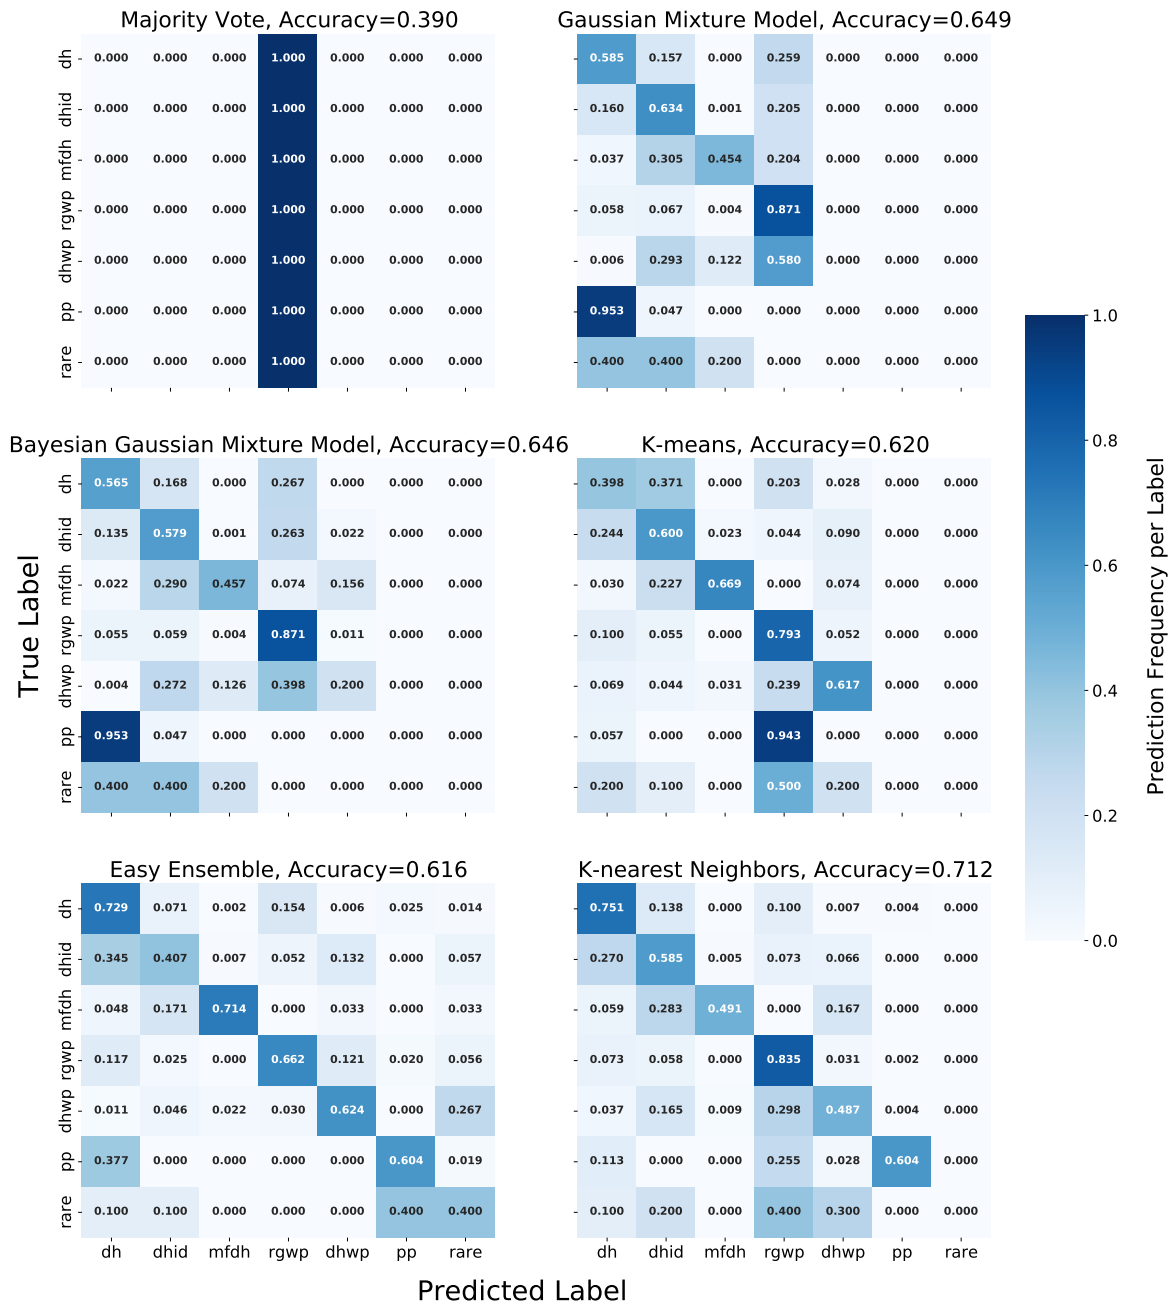 Majority Vote, Accuracy=0.390
dh 0.000 0.000 0.000 1.000 0.000 0.000 0.000
dhid 0.000 0.000 0.000 1.000 0.000 0.000 0.000
mfdh 0.000 0.000 0.000 1.000 0.000 0.000 0.000
rgwp 0.000 0.000 0.000 1.000 0.000 0.000 0.000
dhwp 0.000 0.000 0.000 1.000 0.000 0.000 0.000
pp 0.000 0.000 0.000 1.000 0.000 0.000 0.000
rare 0.000 0.000 0.000 1.000 0.000 0.000 0.000
Gaussian Mixture Model, Accuracy=0.649
0.585 0.157 0.000 0.259 0.000 0.000 0.000
0.160 0.634 0.001 0.205 0.000 0.000 0.000
0.037 0.305 0.454 0.204 0.000 0.000 0.000
0.058 0.067 0.004 0.871 0.000 0.000 0.000
0.006 0.293 0.122 0.580 0.000 0.000 0.000
0.953 0.047 0.000 0.000 0.000 0.000 0.000
0.400 0.400 0.200 0.000 0.000 0.000 0.000
Bayesian Gaussian Mixture Model, Accuracy=0.646
dh 0.565 0.168 0.000 0.267 0.000 0.000 0.000
dhid 0.135 0.579 0.001 0.263 0.022 0.000 0.000
mfdh 0.022 0.290 0.457 0.074 0.156 0.000 0.000
rgwp 0.055 0.059 0.004 0.871 0.011 0.000 0.000
dhwp 0.004 0.272 0.126 0.398 0.200 0.000 0.000
pp 0.953 0.047 0.000 0.000 0.000 0.000 0.000
rare 0.400 0.400 0.200 0.000 0.000 0.000 0.000
K-means, Accuracy=0.620
0.398 0.371 0.000 0.203 0.028 0.000 0.000
0.244 0.600 0.023 0.044 0.090 0.000 0.000
0.030 0.227 0.669 0.000 0.074 0.000 0.000
0.100 0.055 0.000 0.793 0.052 0.000 0.000
0.069 0.044 0.031 0.239 0.617 0.000 0.000
0.057 0.000 0.000 0.943 0.000 0.000 0.000
0.200 0.100 0.000 0.500 0.200 0.000 0.000
Easy Ensemble, Accuracy=0.616
dh 0.729 0.071 0.002 0.154 0.006 0.025 0.014
dhid 0.345 0.407 0.007 0.052 0.132 0.000 0.057
mfdh 0.048 0.171 0.714 0.000 0.033 0.000 0.033
rgwp 0.117 0.025 0.000 0.662 0.121 0.020 0.056
dhwp 0.011 0.046 0.022 0.030 0.624 0.000 0.267
pp 0.377 0.000 0.000 0.000 0.000 0.604 0.019
rare 0.100 0.100 0.000 0.000 0.000 0.400 0.400
dh dhid mfdh rgwp dhwp pp rare
K-nearest Neighbors, Accuracy=0.712
0.751 0.138 0.000 0.100 0.007 0.004 0.000
0.270 0.585 0.005 0.073 0.066 0.000 0.000
0.059 0.283 0.491 0.000 0.167 0.000 0.000
0.073 0.058 0.000 0.835 0.031 0.002 0.000
0.037 0.165 0.009 0.298 0.487 0.004 0.000
0.113 0.000 0.000 0.255 0.028 0.604 0.000
0.100 0.200 0.000 0.400 0.300 0.000 0.000
dh dhid mfdh rgwp dhwp pp rare
True Label
Predicted Label
1.0
0.8
0.6
0.4
0.2
0.0
Prediction Frequency per Label